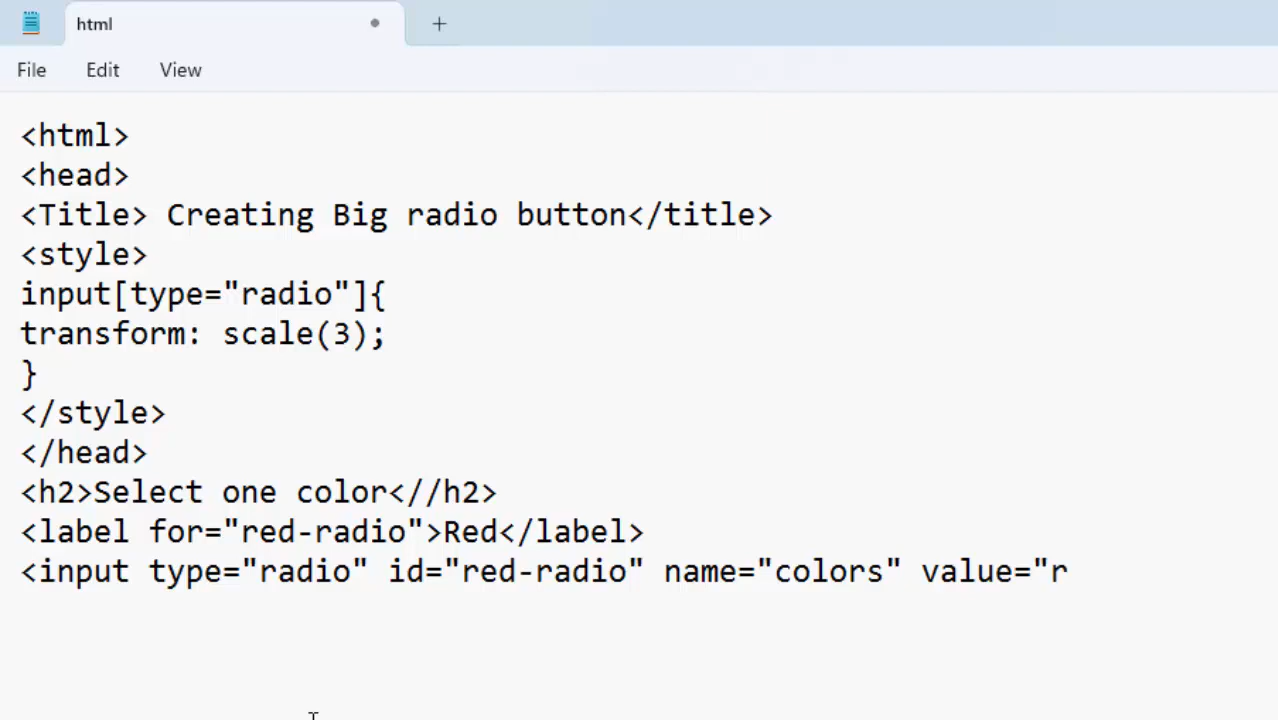 html
File Edit View
<html>
<head>
<Title> Creating Big radio button</title>
<style>
input[type="radio"]{
transform: scale(3);
}
</style>
</head>
<h2>Select one color<//h2>
<label for="red-radio">Red</label>
<input type="radio" id="red-radio" name="colors" value="r